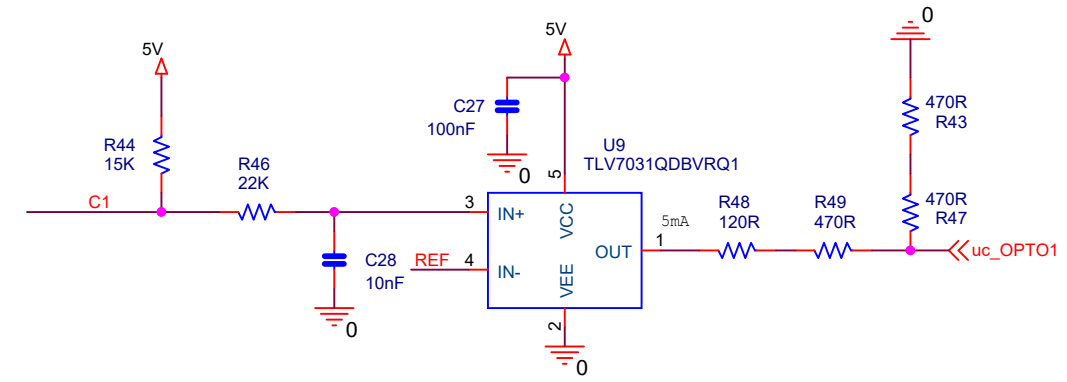 0
5V
5V
C27
100nF
470R
R43
R44
15K
R46
22K
U9
TLV7031QDBVRQ1
0
5
C1
3
IN+
VCC
R48
120R
R49
470R
470R
R47
5mA
1
OUT
uc_OPTO1
REF
4
IN-
VEE
C28
10nF
2
0
0